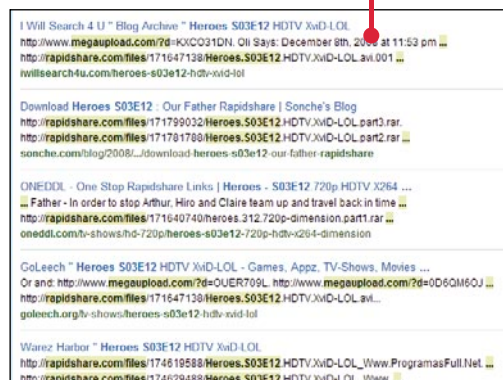 I Will Search 4 U " Blog Archive " Heroes S03E12 HDTV XviD-LOL
http://www.megaupload.com/?d=KXCO31DN. Oli Says: December 8th, at 11:53 pm ...
http://rapidshare.com/files/171647138/Heroes.S03E12.HDTV.XviD-LOL.avi.001 ...
iwillsearch4u.com/heroes-s03e12-hdtv-xvid-lol
Download Heroes S03E12 : Our Father Rapidshare | Sonche's Blog
http://rapidshare.com/files/171799032/Heroes.S03E12.HDTV.XviD-LOL.part3.rar.
http://rapidshare.com/files/171781788/Heroes.S03E12.HDTV.XviD-LOL.part2.rar ...
sonche.com/blog/2008/.../download-heroes-s03e12-our-father-rapidshare
ONEDDL - One Stop Rapidshare Links | Heroes - S03E12.720p.HDTV.X264 ...
... Father - In order to stop Arthur, Hiro and Claire team up and travel back in time ...
http://rapidshare.com/files/171640740/heroes.312.720p-dimension.part1.rar ...
oneddl.com/tv-shows/hd-720p/heroes-s03e12-720p-hdtv-x264-dimension
GoLeech " Heroes S03E12 HDTV XviD-LOL - Games, Appz, TV-Shows, Movies ...
Or and: http://www.megaupload.com/?d=OUER709L. http://www.megaupload.com/?d=0D6QM6OJ ...
http://rapidshare.com/files/171647138/Heroes.S03E12.HDTV.XviD-LOL.avi...
goleech.org/tv-shows/heroes-s03e12-hdtv-xvid-lol
Warez Harbor " Heroes S03E12 HDTV XviD-LOL
http://rapidshare.com/files/174619588/Heroes.S03E12.HDTV.XviD-LOL_Www.ProgramasFull.Net. ...
http://rapidshare.com/files/174629488/Heroes.S03E12.HDTV.XviD-LOL_Www. ...